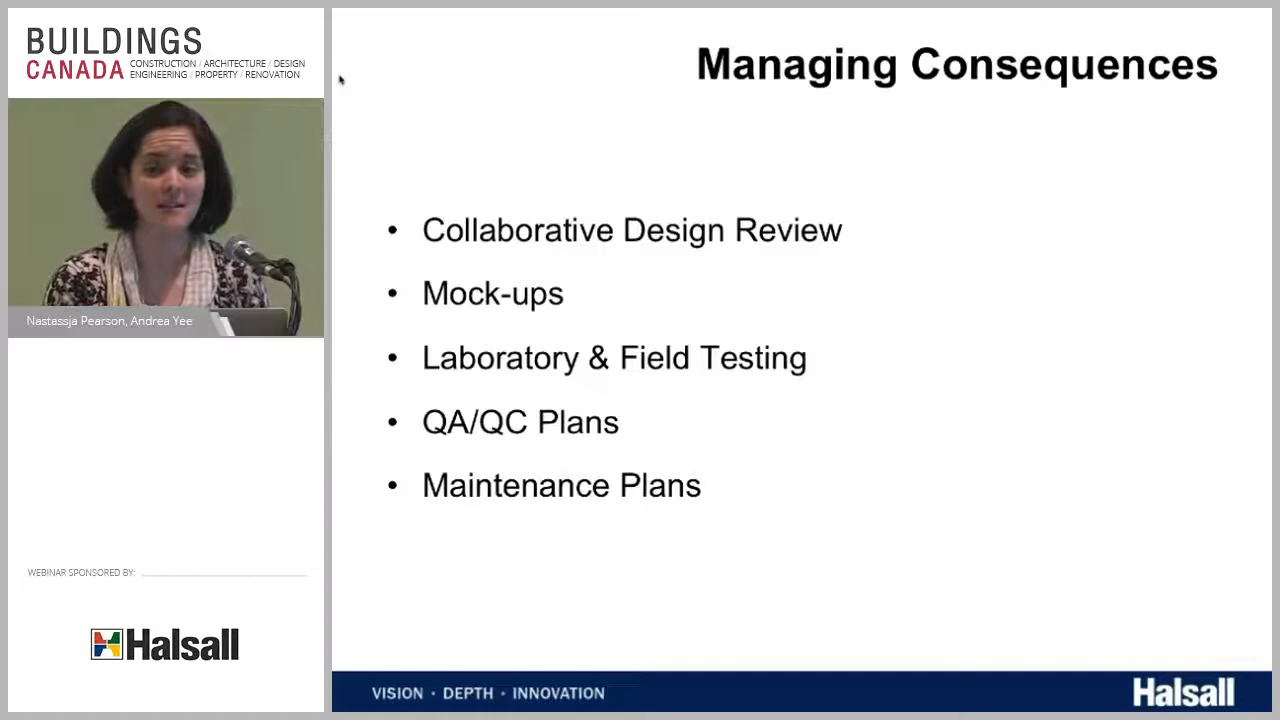 BUILDINGS
CANADA CONSTRUCTION / ARCHITECTURE / DESIGN
ENGINEERING / PROPERTY / RENOVATION
Nastassja Pearson, Andrea Yee
WEBINAR SPONSORED BY:
Halsall
Managing Consequences
• Collaborative Design Review
• Mock-ups
• Laboratory & Field Testing
• QA/QC Plans
• Maintenance Plans
VISION • DEPTH • INNOVATION
Halsall